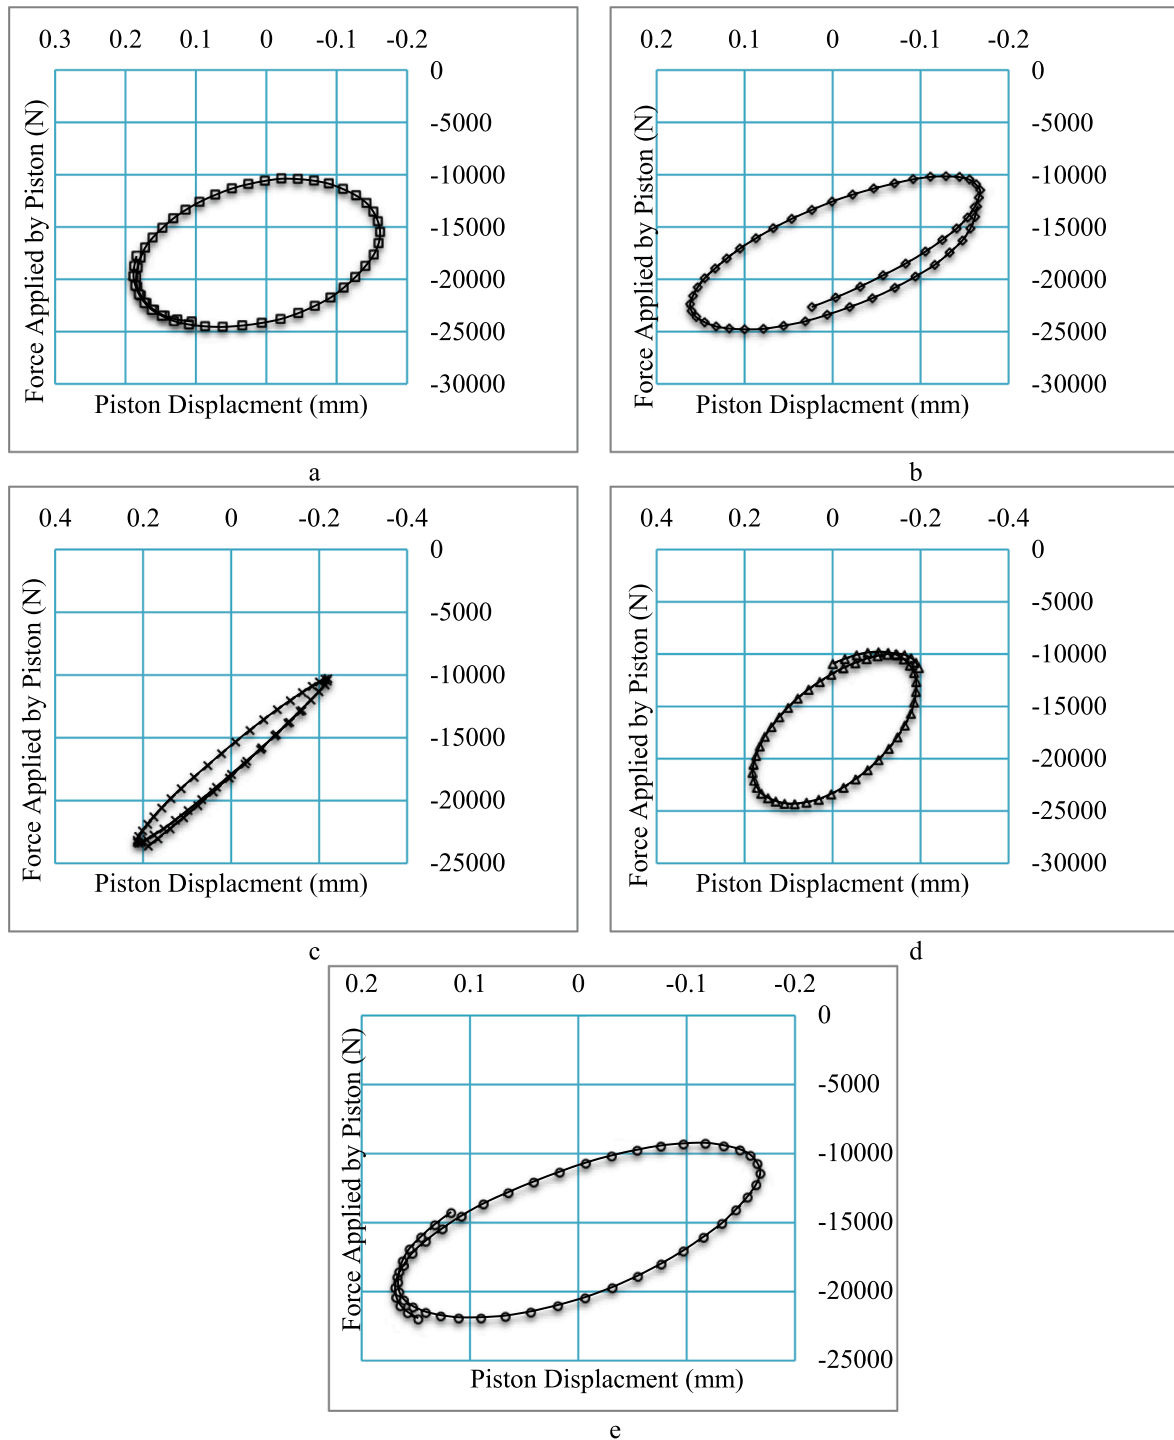 0.3 0.2 0.1 0 -0.1 -0.2
0
-5000
-10000
-15000
-20000
-25000
-30000
Force Applied by Piston (N)
Piston Displacment (mm)
a
0.2 0.1 0 -0.1 -0.2
0
-5000
-10000
-15000
-20000
-25000
-30000
Force Applied by Piston (N)
Piston Displacment (mm)
b
0.4 0.2 0 -0.2 -0.4
0
-5000
-10000
-15000
-20000
-25000
Force Applied by Piston (N)
Piston Displacment (mm)
c
0.4 0.2 0 -0.2 -0.4
0
-5000
-10000
-15000
-20000
-25000
-30000
Force Applied by Piston (N)
Piston Displacment (mm)
d
0.2 0.1 0 -0.1 -0.2
0
-5000
-10000
-15000
-20000
-25000
Force Applied by Piston (N)
Piston Displacment (mm)
e